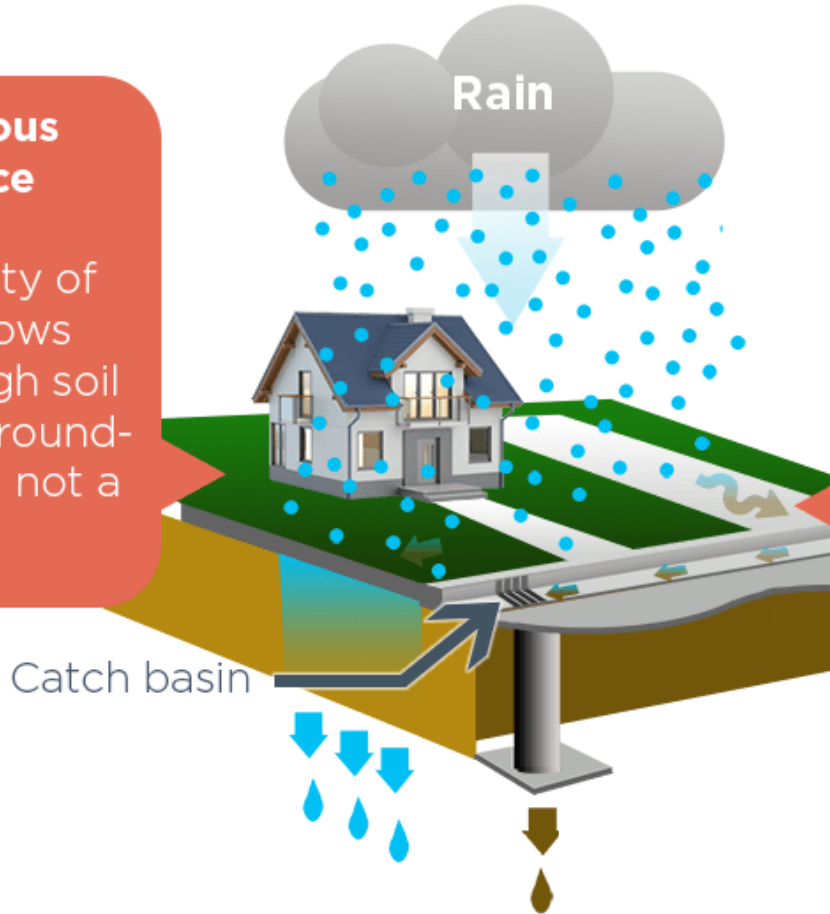 Rain
ous
ce
ty of
ows
gh soil
round-
not a
Catch basin